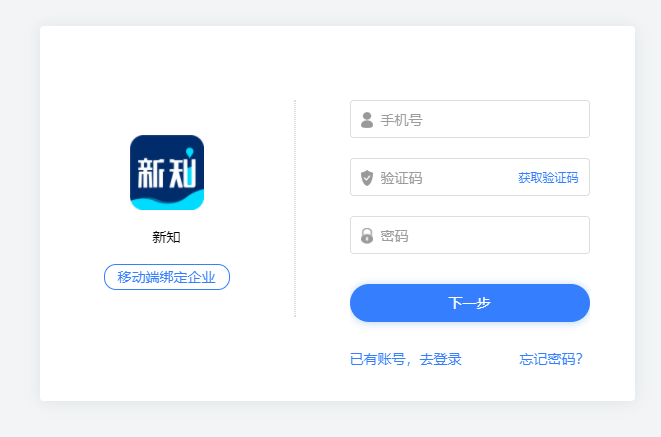 新知
新知
移动端绑定企业
手机号
验证码 获取验证码
密码
下一步
已有账号，去登录 忘记密码？